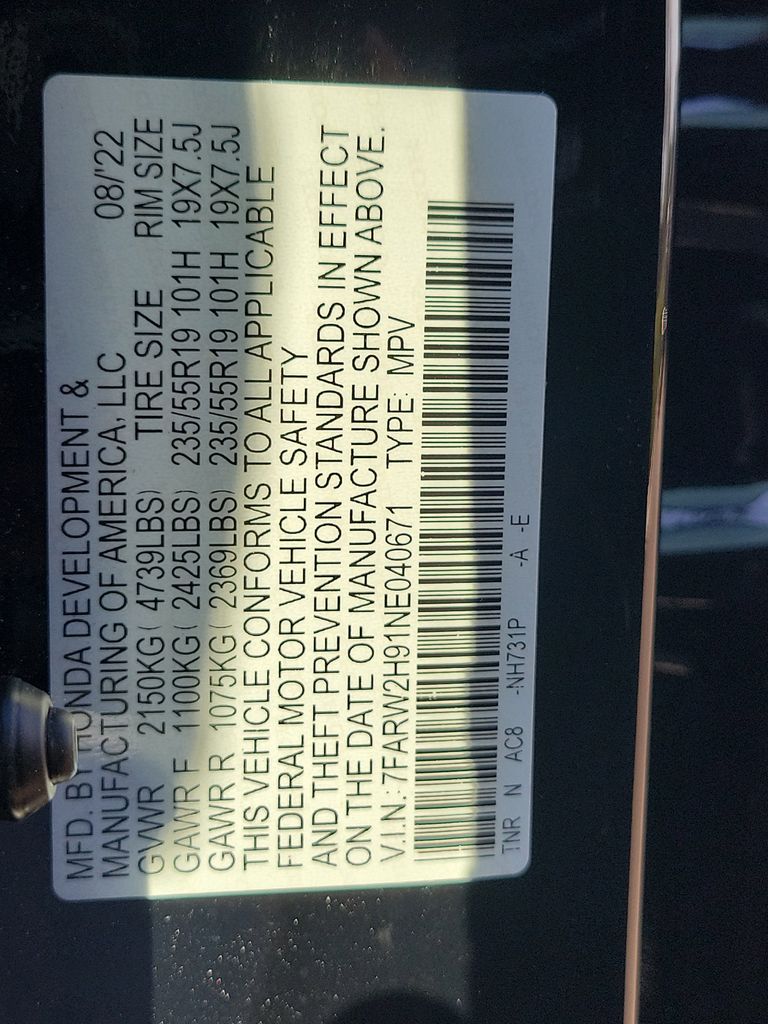 MFD. BY HONDA DEVELOPMENT &
MANUFACTURING OF AMERICA, LLC 08/'22
GVWR 2150KG( 4739LBS) TIRE SIZE RIM SIZE
GAWR F 1100KG( 2425LBS) 235/55R19 101H 19X7.5J
GAWR R 1075KG( 2369LBS) 235/55R19 101H 19X7.5J
THIS VEHICLE CONFORMS TO ALL APPLICABLE
FEDERAL MOTOR VEHICLE SAFETY
AND THEFT PREVENTION STANDARDS IN EFFECT
ON THE DATE OF MANUFACTURE SHOWN ABOVE.
V.I.N.: 7FARW2H91NE040671 TYPE: MPV
TNR N AC8 -NH731P -A -E